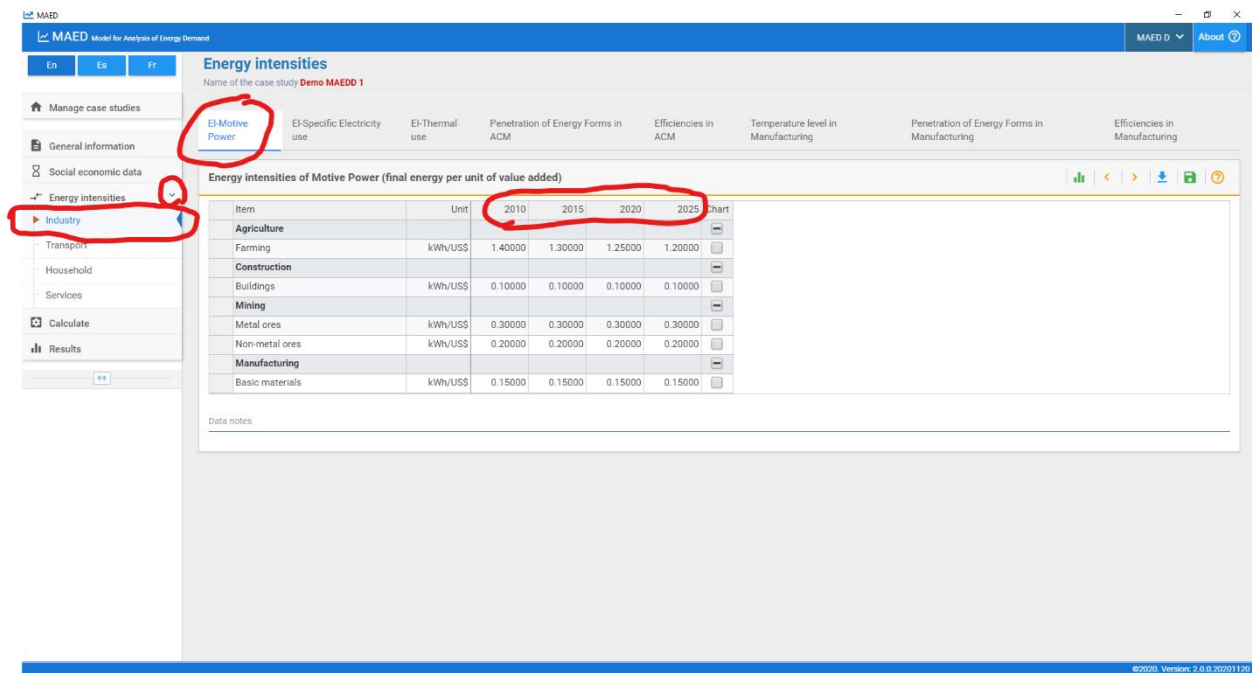 MAED
MAED Model for Analysis of Energy Demand
MAED D
About
En Es Fr
Energy intensities
Name of the case study Demo MAEDD 1
Manage case studies
General information
Social economic data
Energy intensities
Industry
Transport
Household
Services
Calculate
Results
EI-Motive Power
EI-Specific Electricity use
EI-Thermal use
Penetration of Energy Forms in ACM
Efficiencies in ACM
Temperature level in Manufacturing
Penetration of Energy Forms in Manufacturing
Efficiencies in Manufacturing
Energy intensities of Motive Power (final energy per unit of value added)
Item Unit 2010 2015 2020 2025 Chart
Agriculture
Farming kWh/US$ 1.40000 1.30000 1.25000 1.20000
Construction
Buildings kWh/US$ 0.10000 0.10000 0.10000 0.10000
Mining
Metal ores kWh/US$ 0.30000 0.30000 0.30000 0.30000
Non-metal ores kWh/US$ 0.20000 0.20000 0.20000 0.20000
Manufacturing
Basic materials kWh/US$ 0.15000 0.15000 0.15000 0.15000
Data notes
©2020. Version: 2.0.0.20201120